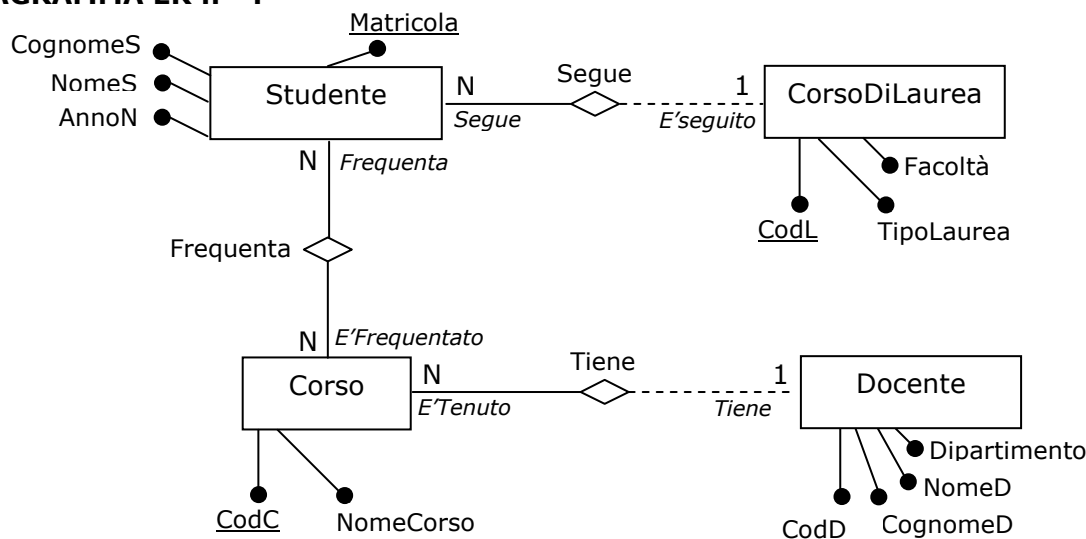 Matricola
CognomeS
NomeS
AnnoN
Studente
N
Segue
Segue
1
E'seguito
CorsoDiLaurea
Facoltà
CodL
TipoLaurea
N
Frequenta
Frequenta
N
E'Frequentato
Corso
N
E'Tenuto
Tiene
1
Tiene
Docente
Dipartimento
NomeD
CodD
CognomeD
CodC
NomeCorso